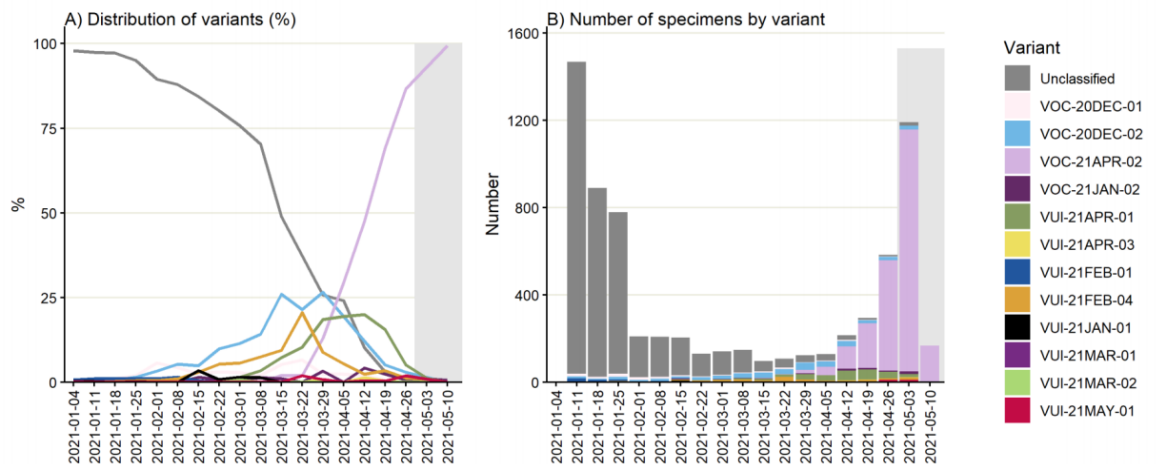 A) Distribution of variants (%)
100
75
50
25
0
%
2021-01-04
2021-01-11
2021-01-18
2021-01-25
2021-02-01
2021-02-08
2021-02-15
2021-02-22
2021-03-01
2021-03-08
2021-03-15
2021-03-22
2021-03-29
2021-04-05
2021-04-12
2021-04-19
2021-04-26
2021-05-03
2021-05-10
B) Number of specimens by variant
1600
1200
800
400
0
Number
2021-01-04
2021-01-11
2021-01-18
2021-01-25
2021-02-01
2021-02-08
2021-02-15
2021-02-22
2021-03-01
2021-03-08
2021-03-15
2021-03-22
2021-03-29
2021-04-05
2021-04-12
2021-04-19
2021-04-26
2021-05-03
2021-05-10
Variant
Unclassified
VOC-20DEC-01
VOC-20DEC-02
VOC-21APR-02
VOC-21JAN-02
VUI-21APR-01
VUI-21APR-03
VUI-21FEB-01
VUI-21FEB-04
VUI-21JAN-01
VUI-21MAR-01
VUI-21MAR-02
VUI-21MAY-01